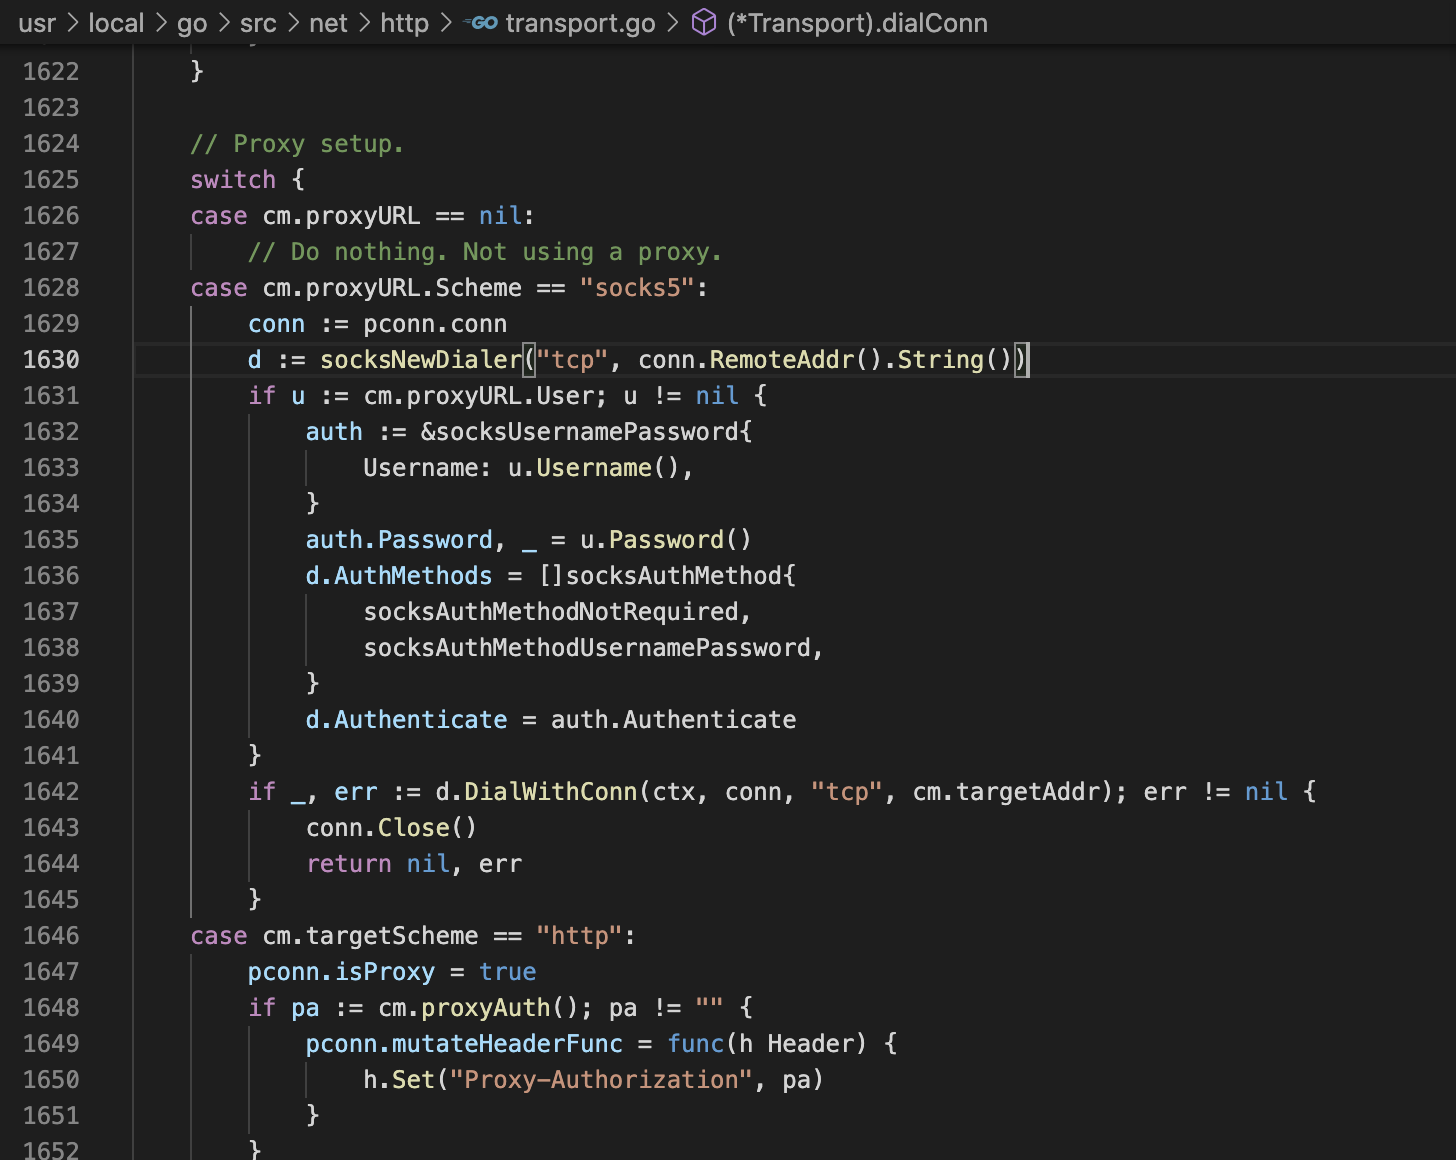 usr > local > go > src > net > http > GO transport.go > (*Transport).dialConn
1622 }
1623
1624 // Proxy setup.
1625 switch {
1626 case cm.proxyURL == nil:
1627 // Do nothing. Not using a proxy.
1628 case cm.proxyURL.Scheme == "socks5":
1629 conn := pconn.conn
1630 d := socksNewDialer("tcp", conn.RemoteAddr().String())
1631 if u := cm.proxyURL.User; u != nil {
1632 auth := &socksUsernamePassword{
1633 Username: u.Username(),
1634 }
1635 auth.Password, _ = u.Password()
1636 d.AuthMethods = []socksAuthMethod{
1637 socksAuthMethodNotRequired,
1638 socksAuthMethodUsernamePassword,
1639 }
1640 d.Authenticate = auth.Authenticate
1641 }
1642 if _, err := d.DialWithConn(ctx, conn, "tcp", cm.targetAddr); err != nil {
1643 conn.Close()
1644 return nil, err
1645 }
1646 case cm.targetScheme == "http":
1647 pconn.isProxy = true
1648 if pa := cm.proxyAuth(); pa != "" {
1649 pconn.mutateHeaderFunc = func(h Header) {
1650 h.Set("Proxy-Authorization", pa)
1651 }
1652 }